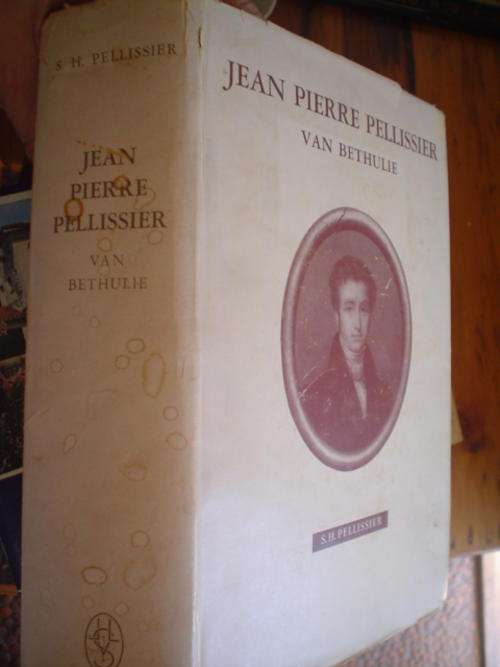 S. H. PELLISSIER
JEAN
PIERRE
PELLISSIER
VAN
BETHULIE
JEAN PIERRE PELLISSIER
VAN BETHULIE
S.H. PELLISSIER